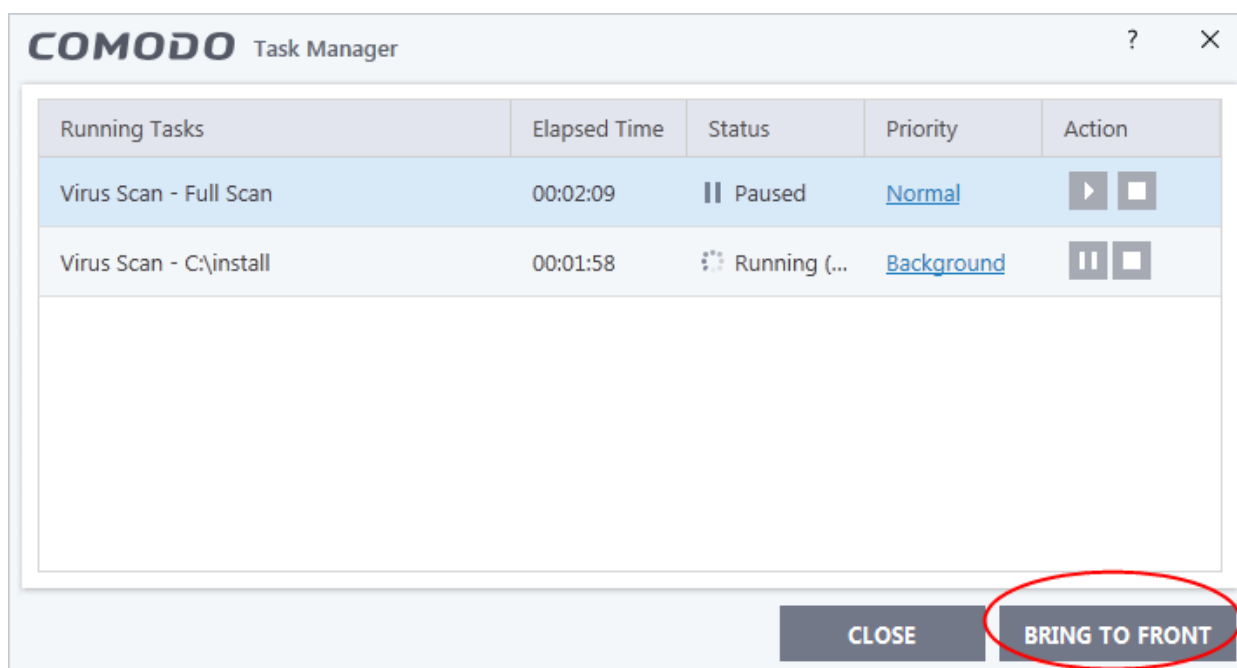 COMODO Task Manager ?
Running Tasks Elapsed Time Status Priority Action
Virus Scan - Full Scan 00:02:09 Paused Normal
Virus Scan - C:\install 00:01:58 Running (... Background
CLOSE BRING TO FRONT